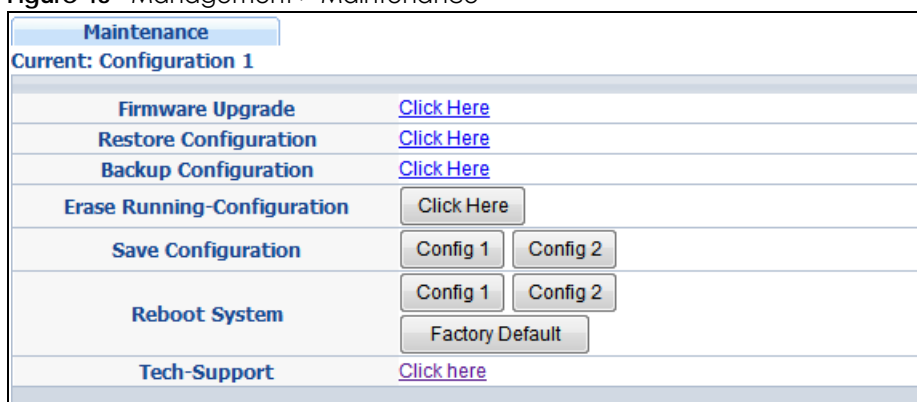 Figure 40 Management > Maintenance
Maintenance
Current: Configuration 1
Firmware Upgrade Click Here
Restore Configuration Click Here
Backup Configuration Click Here
Erase Running-Configuration Click Here
Save Configuration Config 1 Config 2
Reboot System Config 1 Config 2
Factory Default
Tech-Support Click here